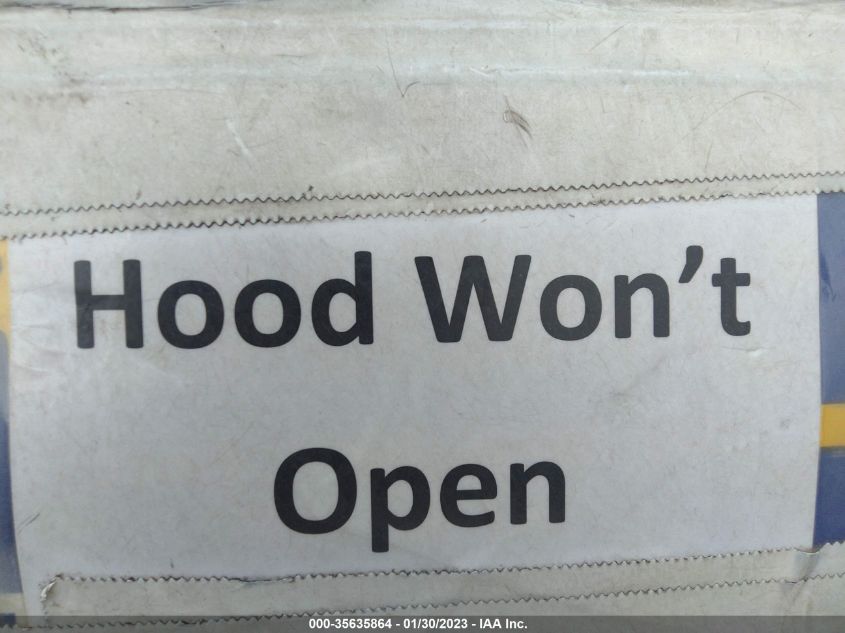 Hood Won’t
Open
000-35635864 - 01/30/2023 - IAA Inc.